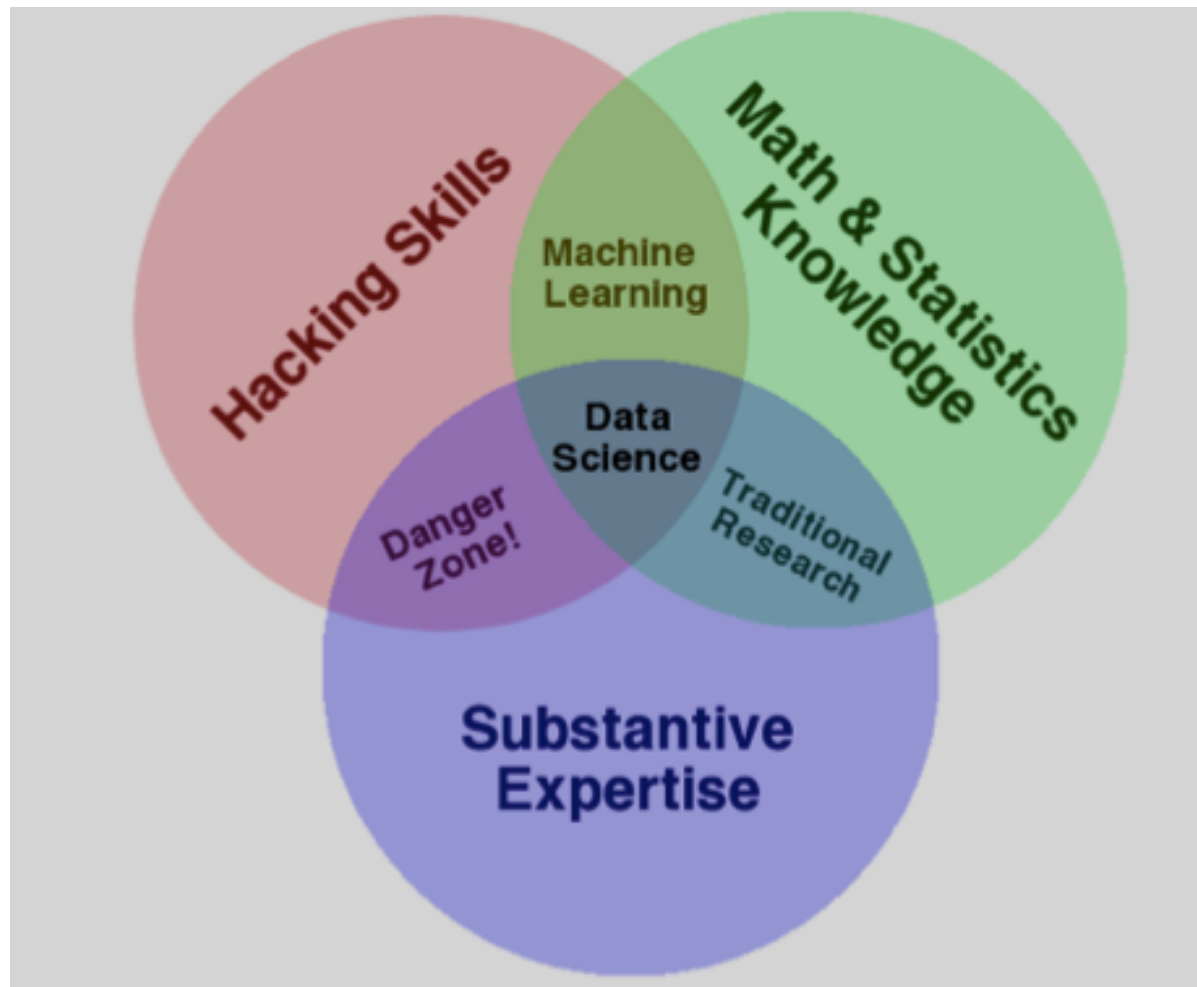 Hacking Skills
Math & Statistics
Knowledge
Machine
Learning
Data
Science
Danger
Zone!
Traditional
Research
Substantive
Expertise